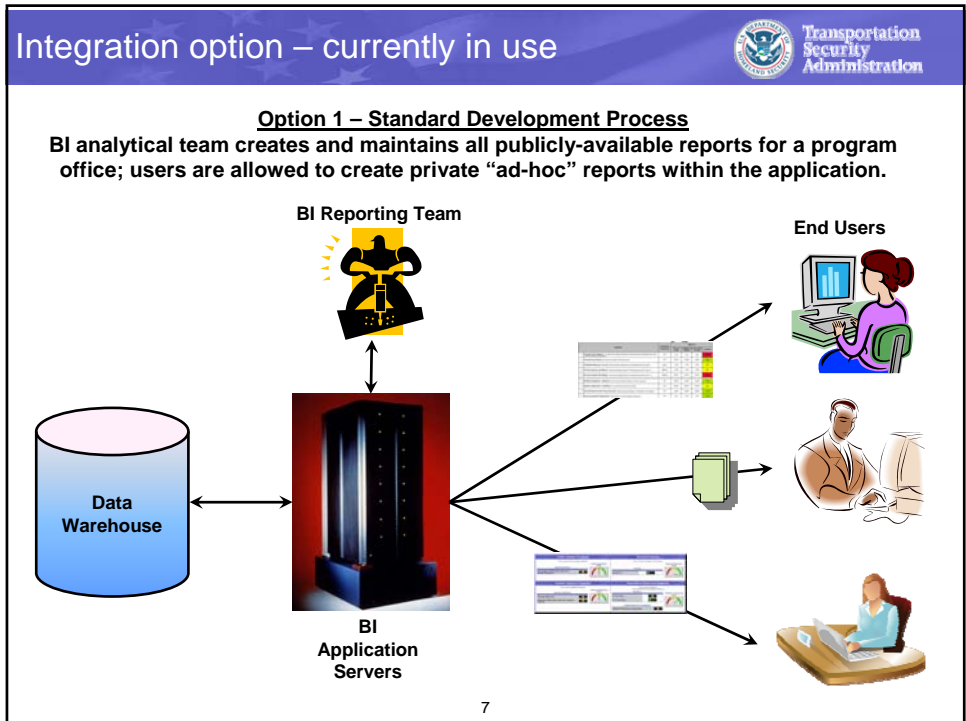 Integration option – currently in use
Transportation
Security
Administration
Option 1 – Standard Development Process
BI analytical team creates and maintains all publicly-available reports for a program
office; users are allowed to create private “ad-hoc” reports within the application.
BI Reporting Team
End Users
Data
Warehouse
BI
Application
Servers
7